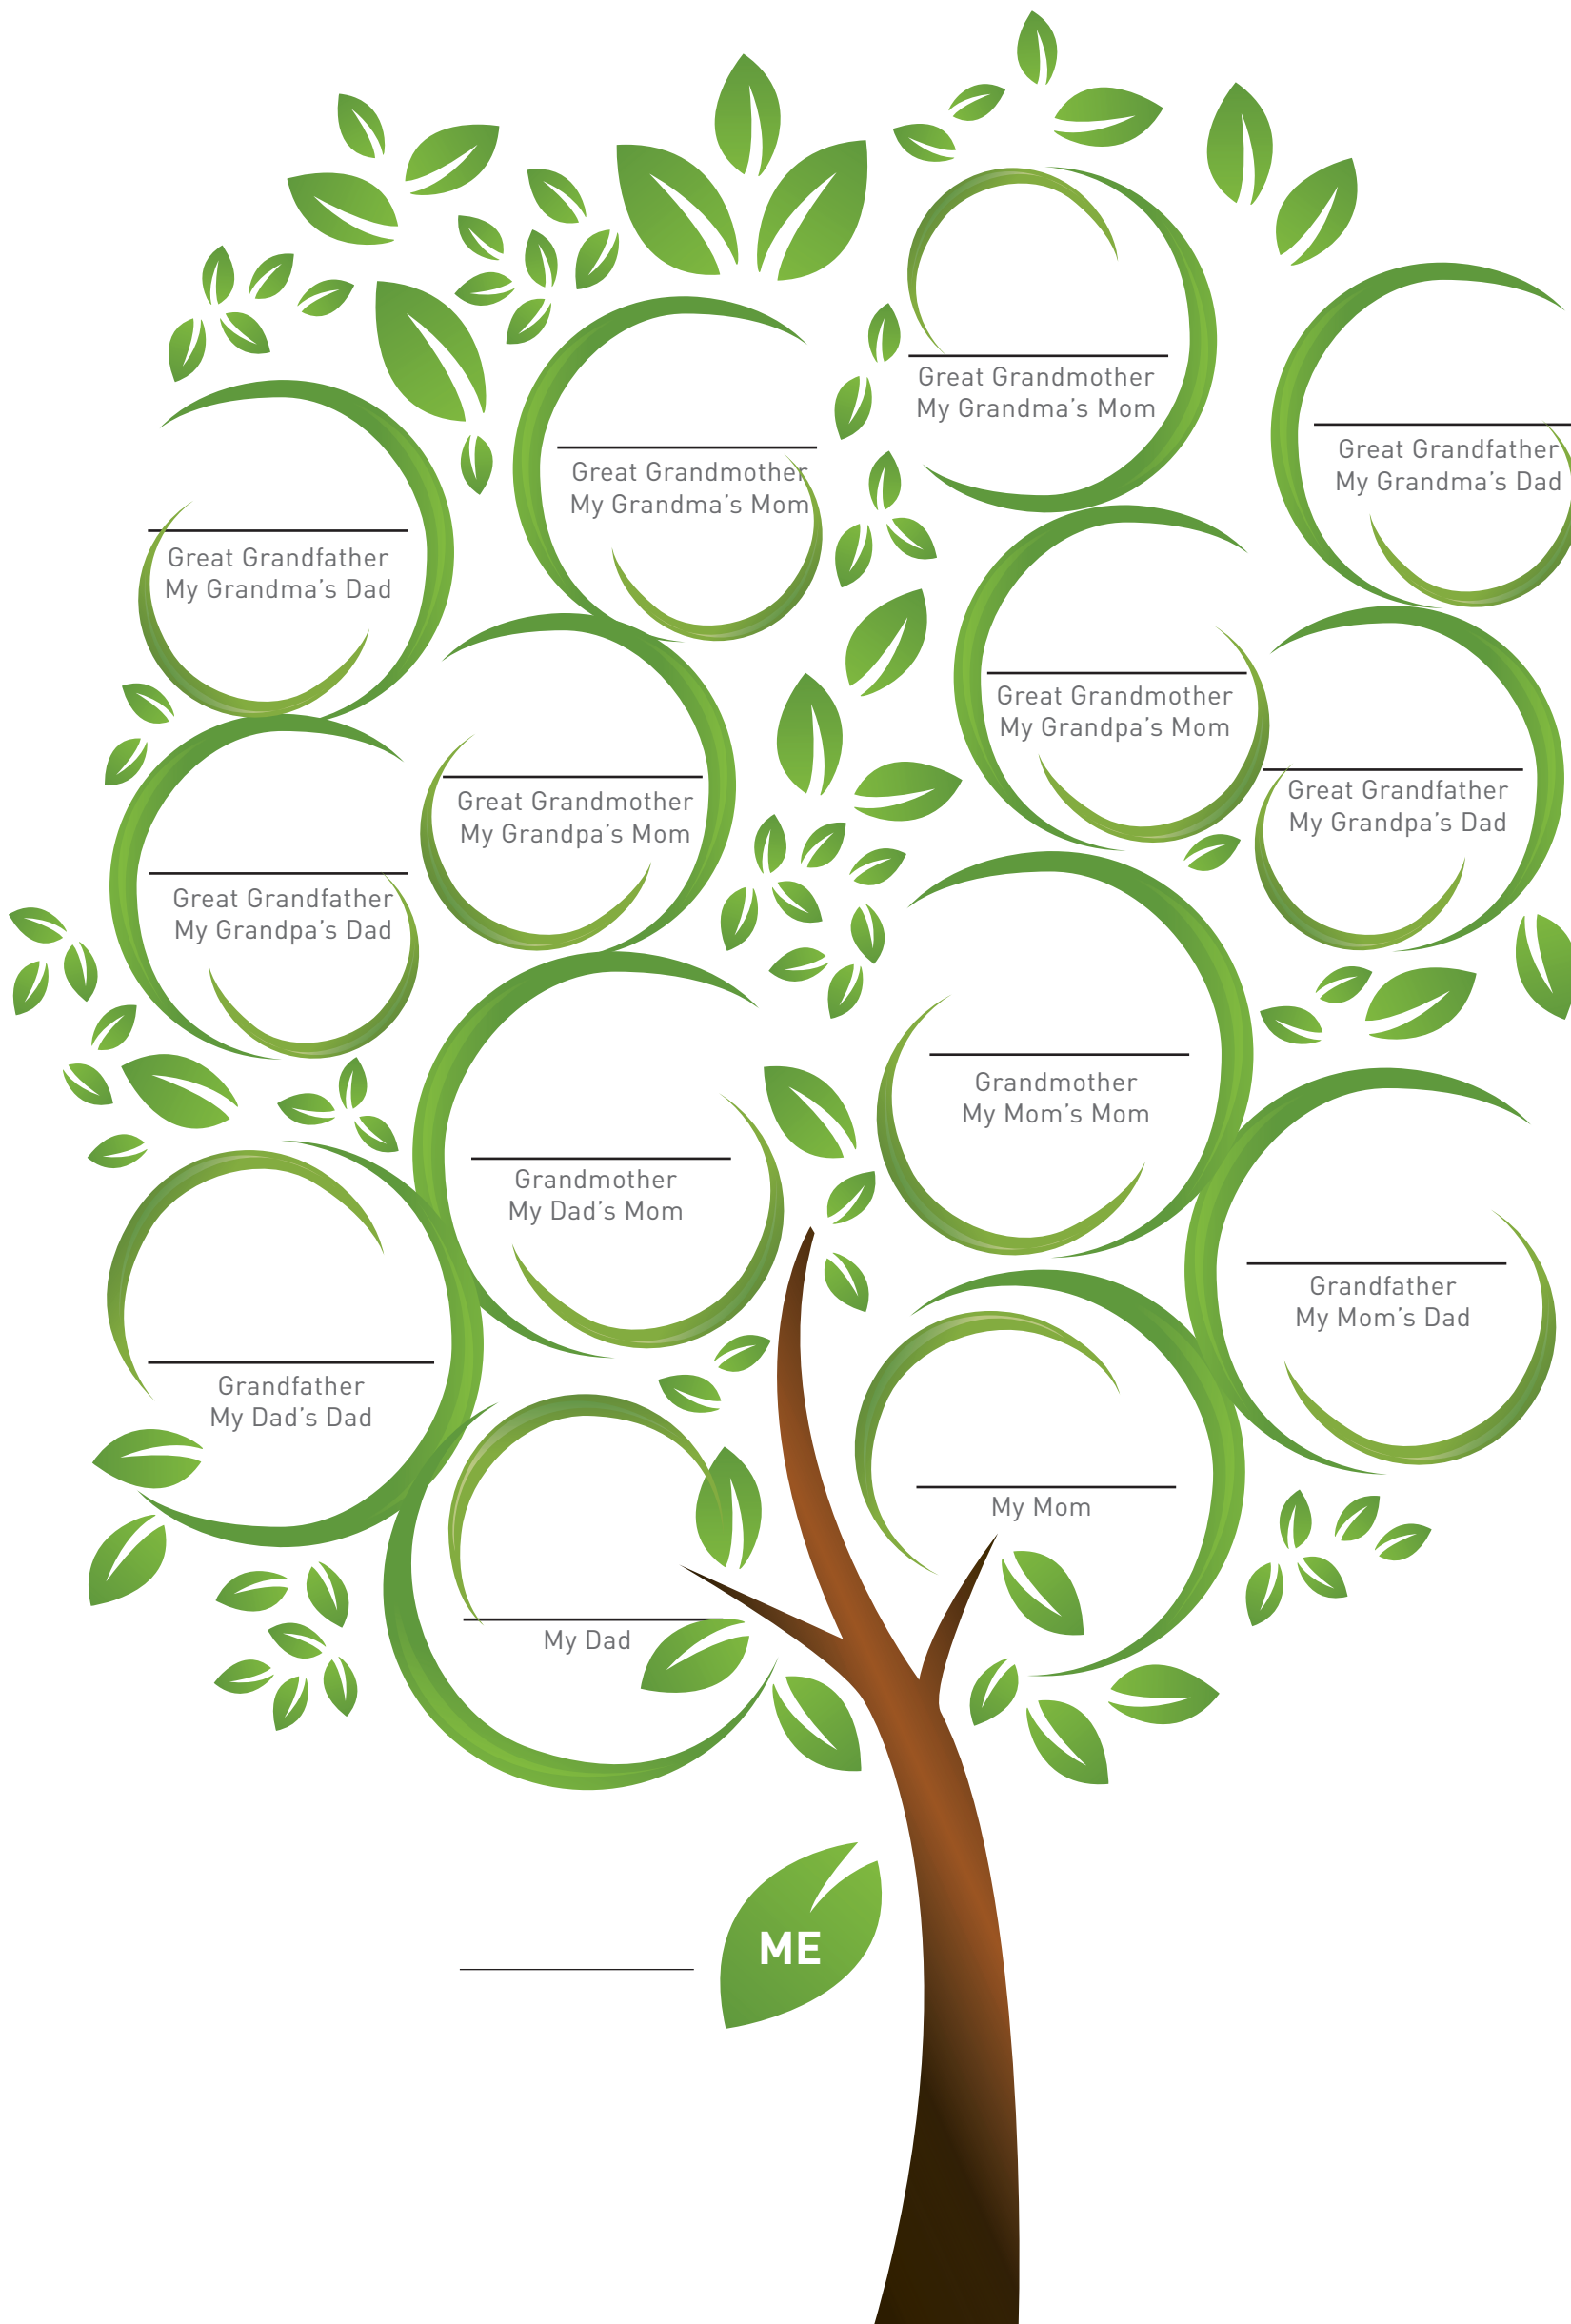 Great Grandmother
My Grandma's Mom
Great Grandfather
My Grandma's Dad
Great Grandmother
My Grandma's Mom
Great Grandfather
My Grandma's Dad
Great Grandmother
My Grandpa's Mom
Great Grandfather
My Grandpa's Dad
Great Grandmother
My Grandpa's Mom
Great Grandfather
My Grandpa's Dad
Grandmother
My Mom's Mom
Grandmother
My Dad's Mom
Grandfather
My Mom's Dad
Grandfather
My Dad's Dad
My Mom
My Dad
ME